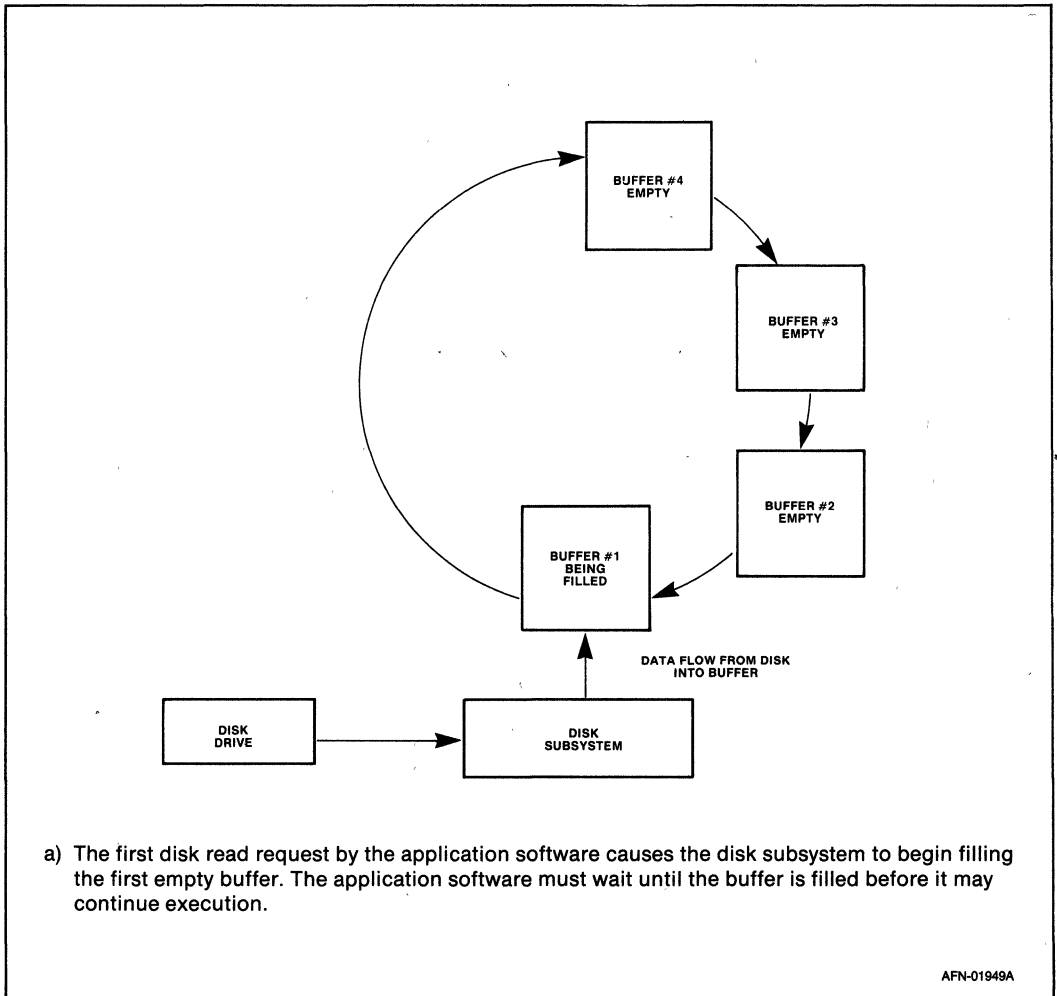 BUFFER #4
EMPTY
BUFFER #3
EMPTY
BUFFER #2
EMPTY
BUFFER #1
BEING
FILLED
DATA FLOW FROM DISK
INTO BUFFER
DISK
DRIVE
DISK
SUBSYSTEM
a) The first disk read request by the application software causes the disk subsystem to begin filling
the first empty buffer. The application software must wait until the buffer is filled before it may
continue execution.
AFN-01949A